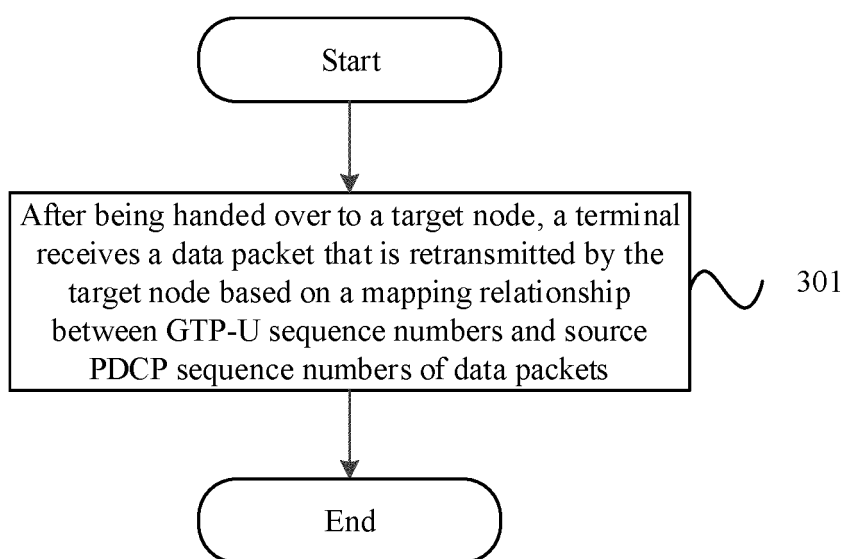 Start
After being handed over to a target node, a terminal
receives a data packet that is retransmitted by the
target node based on a mapping relationship
between GTP-U sequence numbers and source
PDCP sequence numbers of data packets
301
End